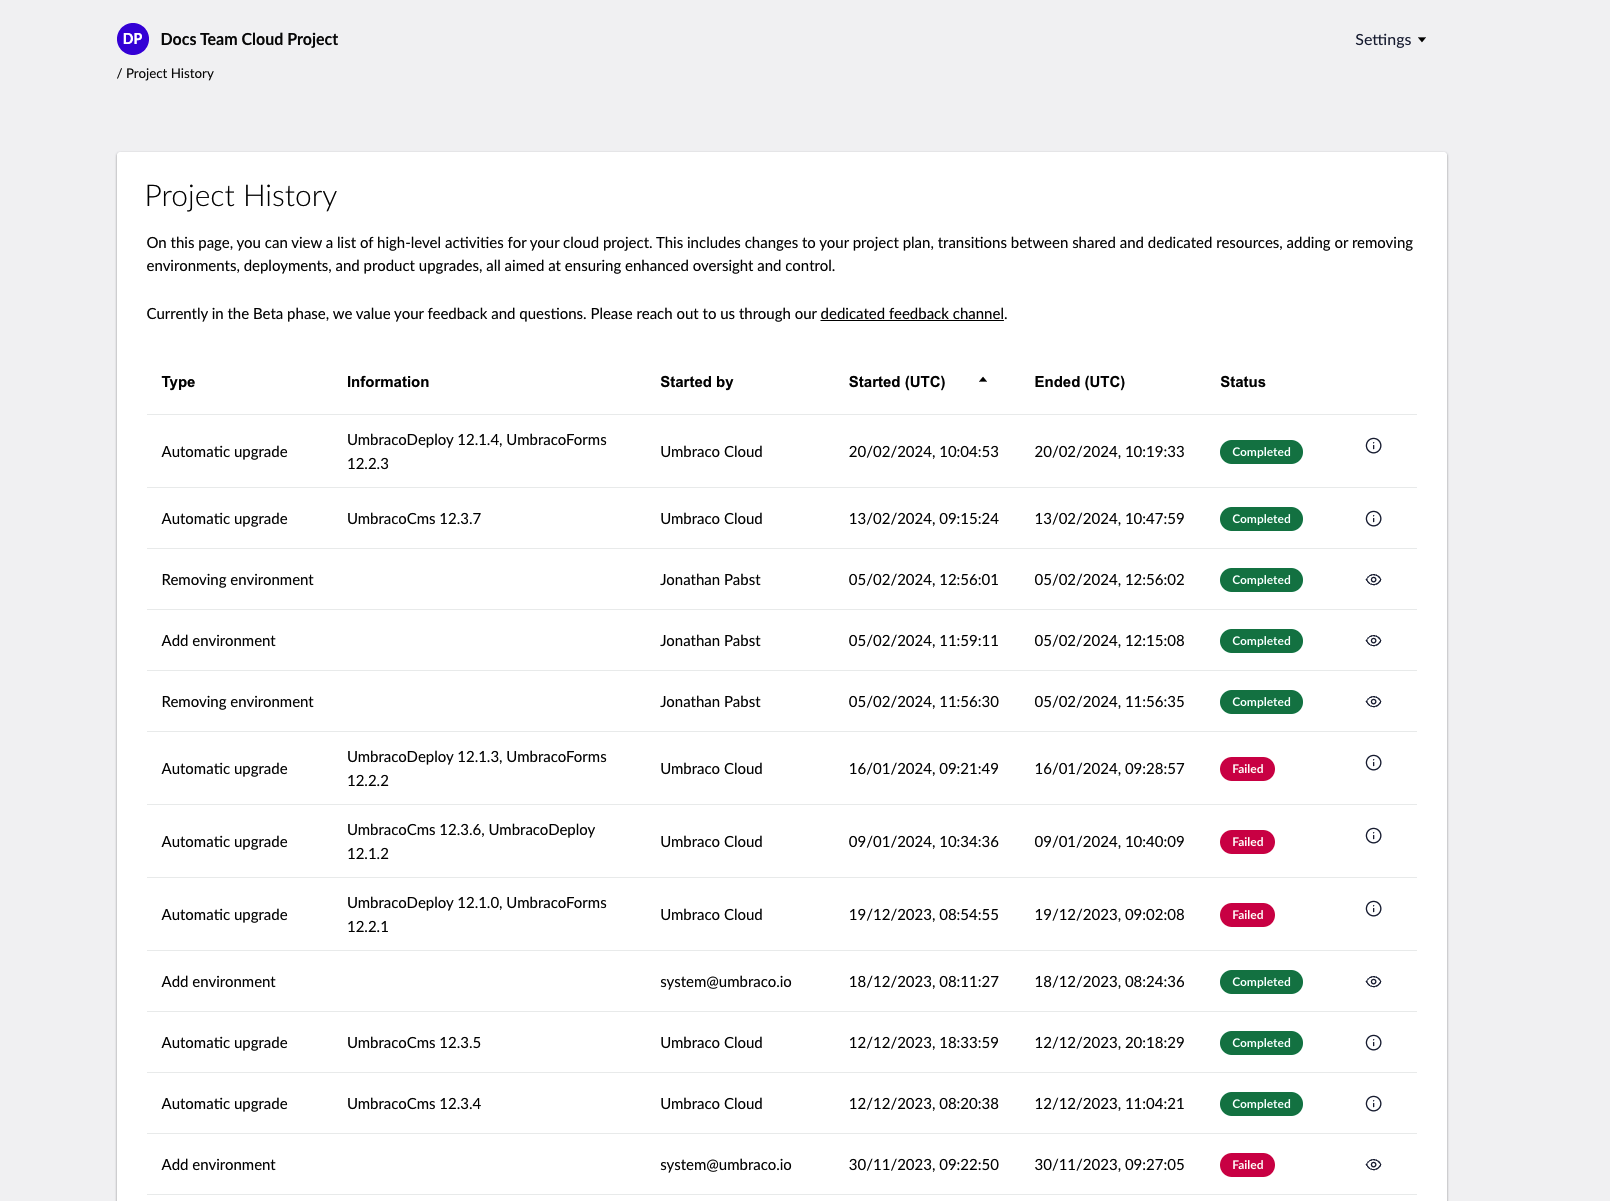 DP Docs Team Cloud Project
Settings
/ Project History
Project History
On this page, you can view a list of high-level activities for your cloud project. This includes changes to your project plan, transitions between shared and dedicated resources, adding or removing
environments, deployments, and product upgrades, all aimed at ensuring enhanced oversight and control.
Currently in the Beta phase, we value your feedback and questions. Please reach out to us through our dedicated feedback channel.
Type Information Started by Started (UTC) Ended (UTC) Status
Automatic upgrade UmbracoDeploy 12.1.4, UmbracoForms
12.2.3 Umbraco Cloud 20/02/2024, 10:04:53 20/02/2024, 10:19:33 Completed
Automatic upgrade UmbracoCms 12.3.7 Umbraco Cloud 13/02/2024, 09:15:24 13/02/2024, 10:47:59 Completed
Removing environment Jonathan Pabst 05/02/2024, 12:56:01 05/02/2024, 12:56:02 Completed
Add environment Jonathan Pabst 05/02/2024, 11:59:11 05/02/2024, 12:15:08 Completed
Removing environment Jonathan Pabst 05/02/2024, 11:56:30 05/02/2024, 11:56:35 Completed
Automatic upgrade UmbracoDeploy 12.1.3, UmbracoForms
12.2.2 Umbraco Cloud 16/01/2024, 09:21:49 16/01/2024, 09:28:57 Failed
Automatic upgrade UmbracoCms 12.3.6, UmbracoDeploy
12.1.2 Umbraco Cloud 09/01/2024, 10:34:36 09/01/2024, 10:40:09 Failed
Automatic upgrade UmbracoDeploy 12.1.0, UmbracoForms
12.2.1 Umbraco Cloud 19/12/2023, 08:54:55 19/12/2023, 09:02:08 Failed
Add environment system@umbraco.io 18/12/2023, 08:11:27 18/12/2023, 08:24:36 Completed
Automatic upgrade UmbracoCms 12.3.5 Umbraco Cloud 12/12/2023, 18:33:59 12/12/2023, 20:18:29 Completed
Automatic upgrade UmbracoCms 12.3.4 Umbraco Cloud 12/12/2023, 08:20:38 12/12/2023, 11:04:21 Completed
Add environment system@umbraco.io 30/11/2023, 09:22:50 30/11/2023, 09:27:05 Failed